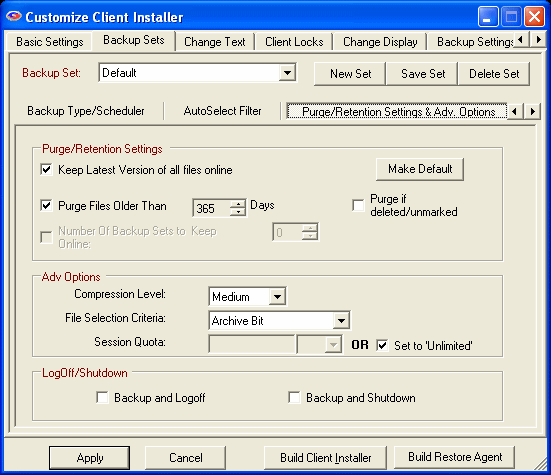 Customize Client Installer
Basic Settings Backup Sets Change Text Client Locks Change Display Backup Settings
Backup Set: Default New Set Save Set Delete Set
Backup Type/Scheduler AutoSelect Filter Purge/Retention Settings & Adv. Options
Purge/Retention Settings
Keep Latest Version of all files online Make Default
Purge Files Older Than 365 Days Purge if
deleted/unmarked
Number Of Backup Sets to Keep 0
Online:
Adv Options
Compression Level: Medium
File Selection Criteria: Archive Bit
Session Quota: OR Set to 'Unlimited'
LogOff/Shutdown
Backup and Logoff Backup and Shutdown
Apply Cancel Build Client Installer Build Restore Agent